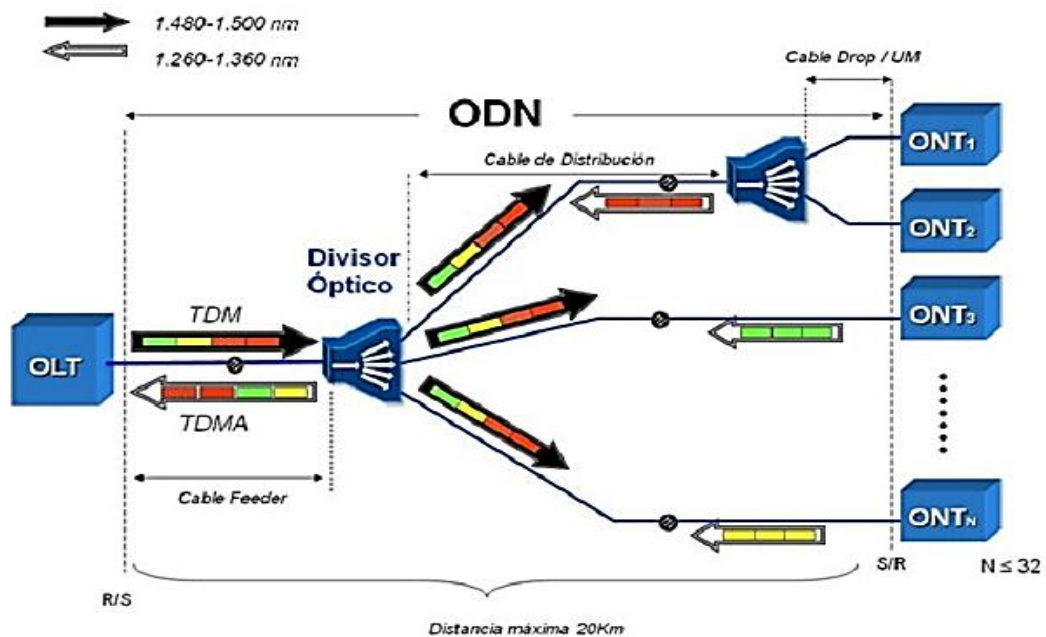 1.480-1.500 nm
1.260-1.360 nm
Cable Drop / UM
ODN
ONT1
Cable de Distribución
ONT2
Divisor
Óptico
TDM
ONT3
OLT
TDMA
Cable Feeder
ONTN
S/R
N ≤ 32
R/S
Distancia máxima 20Km